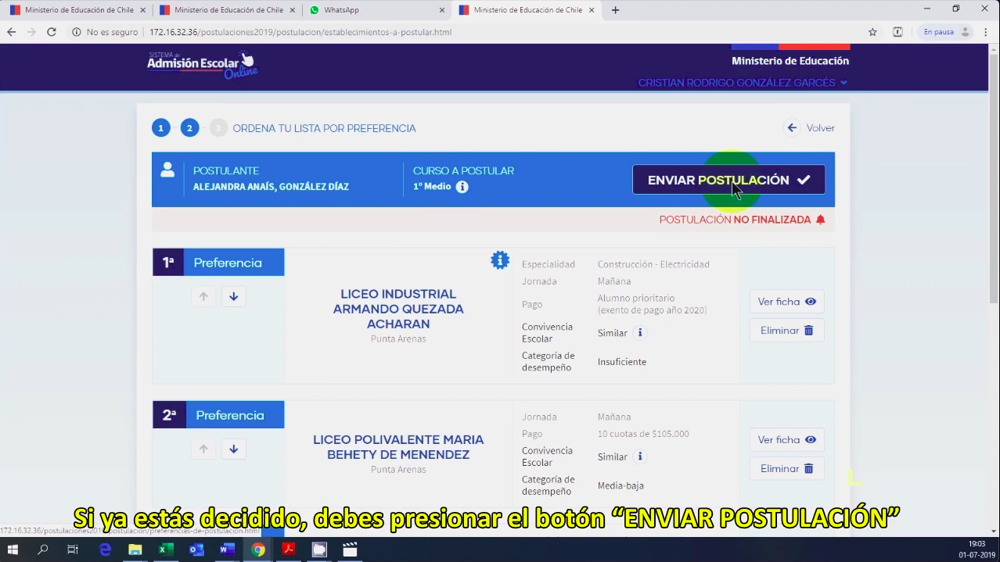 Ministerio de Educación de Chile
Ministerio de Educación de Chile
WhatsApp
Ministerio de Educación de Chile
No es seguro
172.16.32.36/postulaciones2019/postulacion/establecimientos-a-postular.html
En pausa
SISTEMA de
Admisión Escolar
Online
Ministerio de Educación
CRISTIAN RODRIGO GONZÁLEZ GARCÉS
1 2 3 ORDENA TU LISTA POR PREFERENCIA
Volver
POSTULANTE
ALEJANDRA ANAÍS, GONZÁLEZ DÍAZ
CURSO A POSTULAR
1º Medio
ENVIAR POSTULACIÓN
POSTULACIÓN NO FINALIZADA
1ª Preferencia
LICEO INDUSTRIAL
ARMANDO QUEZADA
ACHARAN
Punta Arenas
Especialidad Construcción - Electricidad
Jornada Mañana
Pago Alumno prioritario
(exento de pago año 2020)
Convivencia
Escolar Similar
Categoría de
desempeño Insuficiente
Ver ficha
Eliminar
2ª Preferencia
LICEO POLIVALENTE MARIA
BEHETY DE MENENDEZ
Punta Arenas
Jornada Mañana
Pago 10 cuotas de $105.000
Convivencia
Escolar Similar
Categoría de
desempeño Media-baja
Ver ficha
Eliminar
Si ya estás decidido, debes presionar el botón “ENVIAR POSTULACIÓN”
172.16.32.36/postulaciones2019/postulacion/preferencias-de-postulacion.html
19:03
01-07-2019